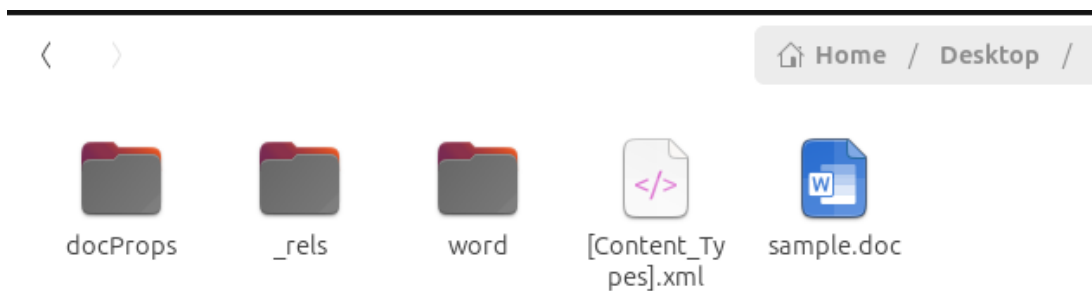 Home / Desktop /
docProps
_rels
word
[Content_Ty
pes].xml
sample.doc
</>
W